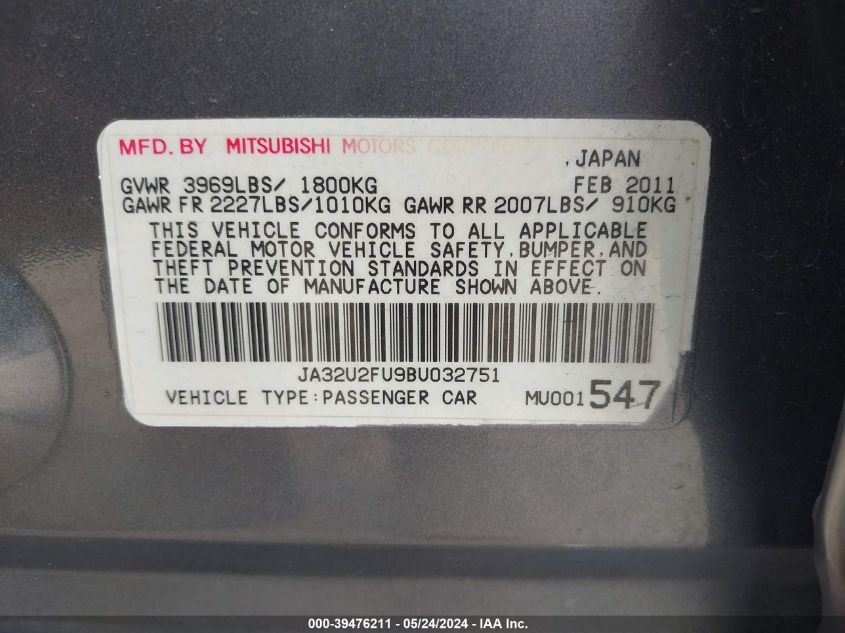 MFD. BY MITSUBISHI MOTORS CORPORATION
, JAPAN
GVWR 3969LBS/ 1800KG FEB 2011
GAWR FR 2227LBS/1010KG GAWR RR 2007LBS/ 910KG
THIS VEHICLE CONFORMS TO ALL APPLICABLE
FEDERAL MOTOR VEHICLE SAFETY, BUMPER, AND
THEFT PREVENTION STANDARDS IN EFFECT ON
THE DATE OF MANUFACTURE SHOWN ABOVE.
JA32U2FU9BU032751
VEHICLE TYPE:PASSENGER CAR MU001547
000-39476211 - 05/24/2024 - IAA Inc.